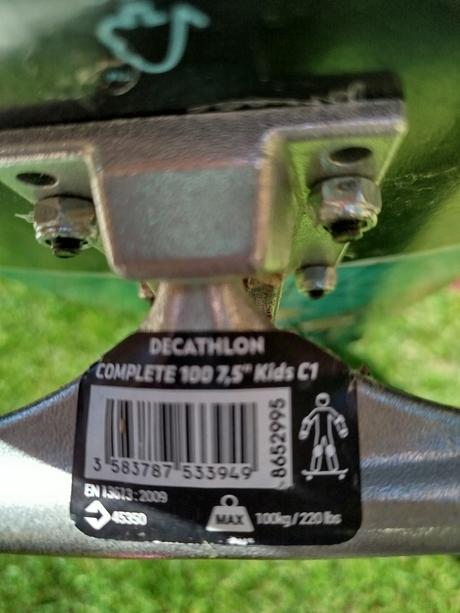 DECATHLON
COMPLETE 100 7,5" Kids C1
3 583787 533949
8652995
EN 13613:2009
45350
MAX 100kg/220 lbs